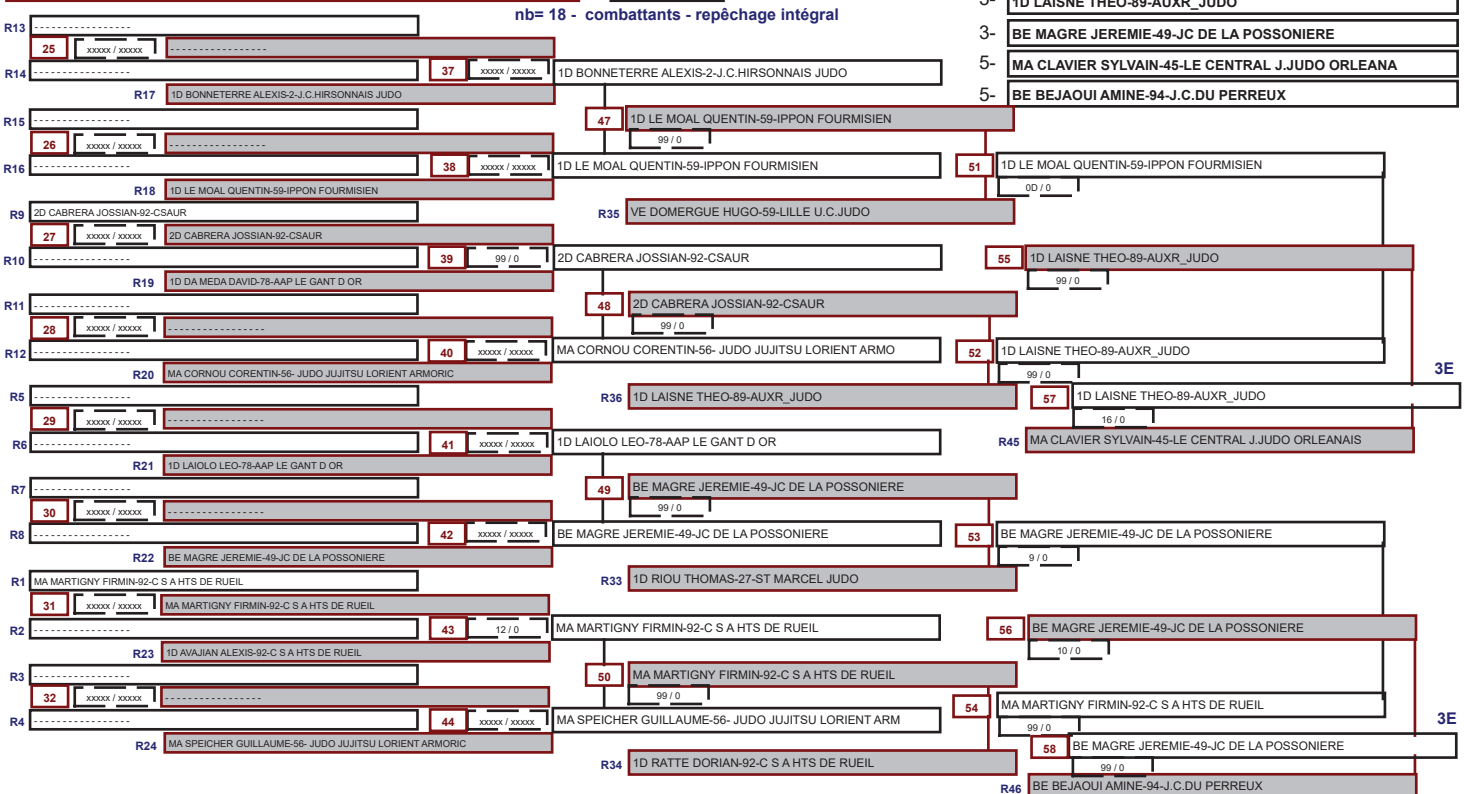 nb= 18 - combattants - repêchage intégral
1D LAISNE THEO-89-AUXR_JUDO
3- BE MAGRE JEREMIE-49-JC DE LA POSSONIERE
5- MA CLAVIER SYLVAIN-45-LE CENTRAL J.JUDO ORLEANA
5- BE BEJAOUI AMINE-94-J.C.DU PERREUX
R13 ----------------
25 xxxxx / xxxxx ----------------
R14 ---------------- 37 xxxxx / xxxxx 1D BONNETERRE ALEXIS-2-J.C.HIRSONNAIS JUDO
R17 1D BONNETERRE ALEXIS-2-J.C.HIRSONNAIS JUDO
R15 ---------------- 47 1D LE MOAL QUENTIN-59-IPPON FOURMISIEN
99 / 0
26 xxxxx / xxxxx ----------------
R16 ---------------- 38 xxxxx / xxxxx 1D LE MOAL QUENTIN-59-IPPON FOURMISIEN 51 1D LE MOAL QUENTIN-59-IPPON FOURMISIEN
R18 1D LE MOAL QUENTIN-59-IPPON FOURMISIEN 0D / 0
R9 2D CABRERA JOSSIAN-92-CSAUR R35 VE DOMERGUE HUGO-59-LILLE U.C.JUDO
27 xxxxx / xxxxx 2D CABRERA JOSSIAN-92-CSAUR
R10 ---------------- 39 99 / 0 2D CABRERA JOSSIAN-92-CSAUR 55 1D LAISNE THEO-89-AUXR_JUDO
R19 1D DA MEDA DAVID-78-AAP LE GANT D OR 99 / 0
R11 ---------------- 48 2D CABRERA JOSSIAN-92-CSAUR
28 xxxxx / xxxxx ---------------- 99 / 0
R12 ---------------- 40 xxxxx / xxxxx MA CORNOU CORENTIN-56- JUDO JUJITSU LORIENT ARMO 52 1D LAISNE THEO-89-AUXR_JUDO
R20 MA CORNOU CORENTIN-56- JUDO JUJITSU LORIENT ARMORIC 99 / 0 3E
R5 ---------------- R36 1D LAISNE THEO-89-AUXR_JUDO 57 1D LAISNE THEO-89-AUXR_JUDO
29 xxxxx / xxxxx ---------------- 16 / 0
R6 ---------------- 41 xxxxx / xxxxx 1D LAIOLO LEO-78-AAP LE GANT D OR R45 MA CLAVIER SYLVAIN-45-LE CENTRAL J.JUDO ORLEANAIS
R21 1D LAIOLO LEO-78-AAP LE GANT D OR
R7 ---------------- 49 BE MAGRE JEREMIE-49-JC DE LA POSSONIERE
30 xxxxx / xxxxx ---------------- 99 / 0
R8 ---------------- 42 xxxxx / xxxxx BE MAGRE JEREMIE-49-JC DE LA POSSONIERE 53 BE MAGRE JEREMIE-49-JC DE LA POSSONIERE
R22 BE MAGRE JEREMIE-49-JC DE LA POSSONIERE 9 / 0
R1 MA MARTIGNY FIRMIN-92-C S A HTS DE RUEIL R33 1D RIOU THOMAS-27-ST MARCEL JUDO
31 xxxxx / xxxxx MA MARTIGNY FIRMIN-92-C S A HTS DE RUEIL
R2 ---------------- 43 12 / 0 MA MARTIGNY FIRMIN-92-C S A HTS DE RUEIL 56 BE MAGRE JEREMIE-49-JC DE LA POSSONIERE
R23 1D AVAJIAN ALEXIS-92-C S A HTS DE RUEIL 10 / 0
R3 ---------------- 50 MA MARTIGNY FIRMIN-92-C S A HTS DE RUEIL
32 xxxxx / xxxxx ---------------- 99 / 0 54 MA MARTIGNY FIRMIN-92-C S A HTS DE RUEIL
R4 ---------------- 44 xxxxx / xxxxx MA SPEICHER GUILLAUME-56- JUDO JUJITSU LORIENT ARM 99 / 0 3E
R24 MA SPEICHER GUILLAUME-56- JUDO JUJITSU LORIENT ARMORIC 58 BE MAGRE JEREMIE-49-JC DE LA POSSONIERE
R34 1D RATTE DORIAN-92-C S A HTS DE RUEIL 99 / 0
R46 BE BEJAOUI AMINE-94-J.C.DU PERREUX